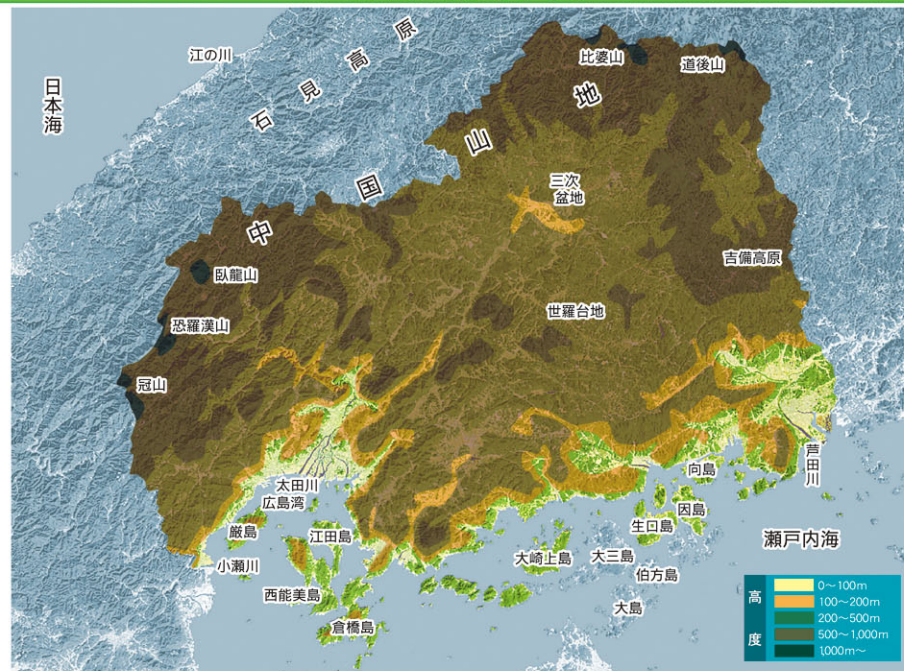 江の川
石見高原
日本海
比婆山
道後山
中国山地
三次
盆地
吉備高原
臥龍山
世羅台地
恐羅漢山
冠山
芦田川
向島
太田川
広島湾
因島
生口島
厳島
江田島
瀬戸内海
大崎上島
大三島
小瀬川
伯方島
西能美島
大島
倉橋島
高度
0〜100m
100〜200m
200〜500m
500〜1,000m
1,000m〜